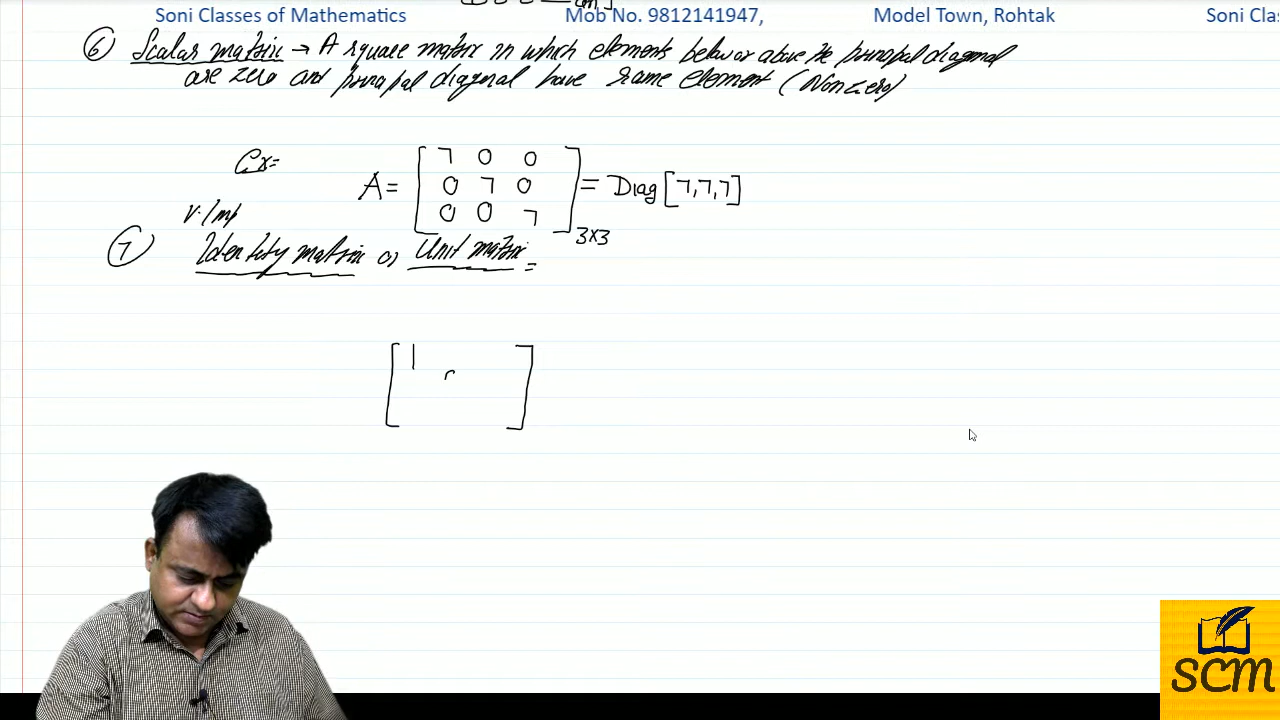 Soni Classes of Mathematics Mob No. 9812141947, Model Town, Rohtak Soni Clas
⑥ Scalar matrix → A square matrix in which elements below or above the principal diagonal
are zero and principal diagonal have same element (Non zero)
Ex=
A = [ 7 0 0
0 7 0
0 0 7 ]3x3 = Diag [7,7,7]
v. Imp
⑦ Identity matrix or Unit matrix =
[ 1 ]
SCM